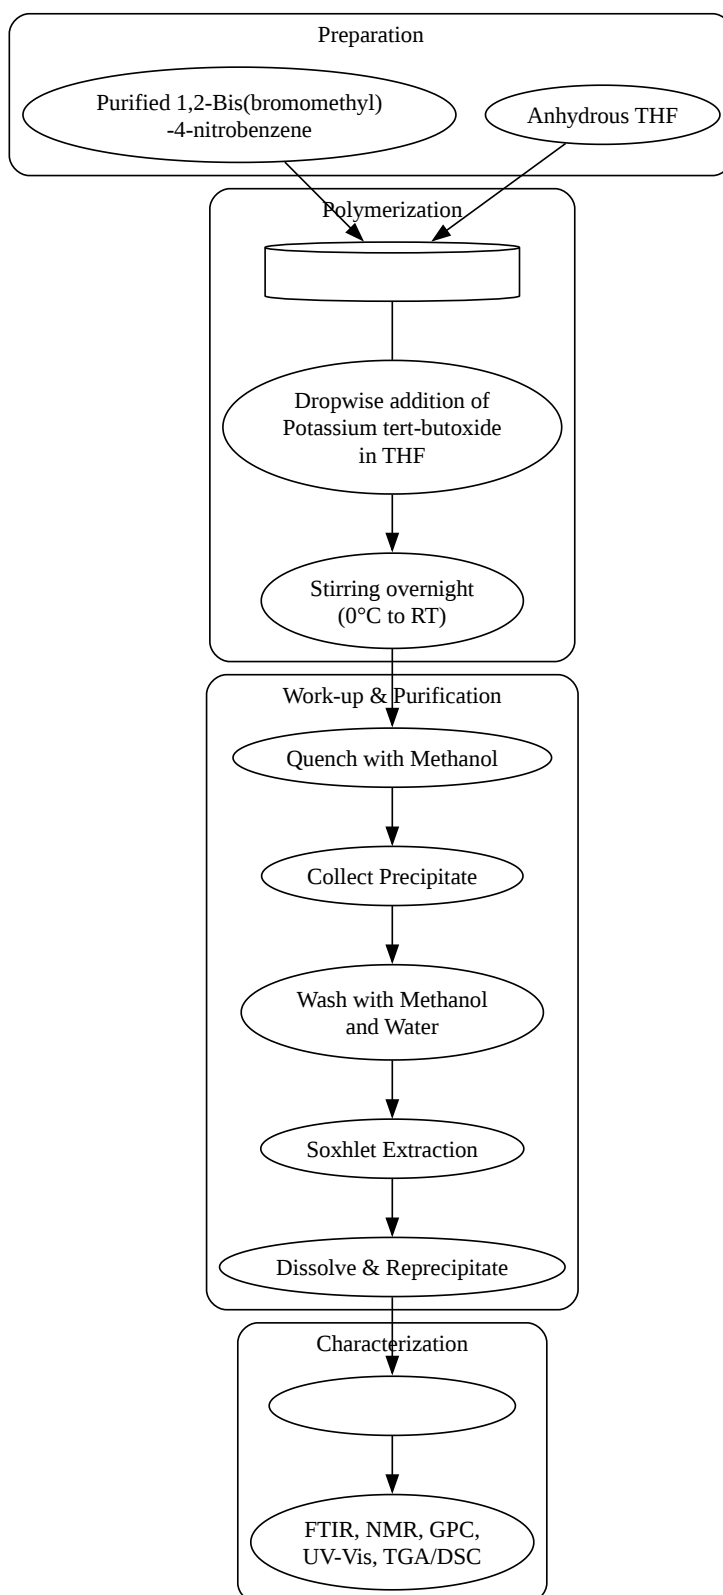 Preparation
Purified 1,2-Bis(bromomethyl)
-4-nitrobenzene
Anhydrous THF
Polymerization
Dropwise addition of
Potassium tert-butoxide
in THF
Stirring overnight
(0°C to RT)
Work-up & Purification
Quench with Methanol
Collect Precipitate
Wash with Methanol
and Water
Soxhlet Extraction
Dissolve & Reprecipitate
Characterization
FTIR, NMR, GPC,
UV-Vis, TGA/DSC